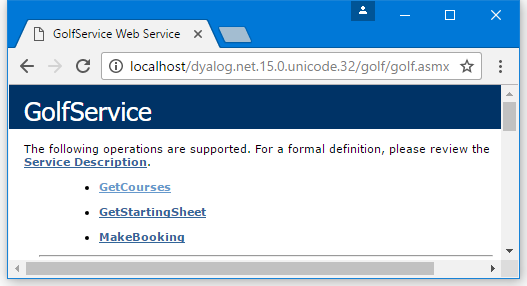 GolfService Web Service
localhost/dyalog.net.15.0.unicode.32/golf/golf.asmx
GolfService
The following operations are supported. For a formal definition, please review the
Service Description.
GetCourses
GetStartingSheet
MakeBooking